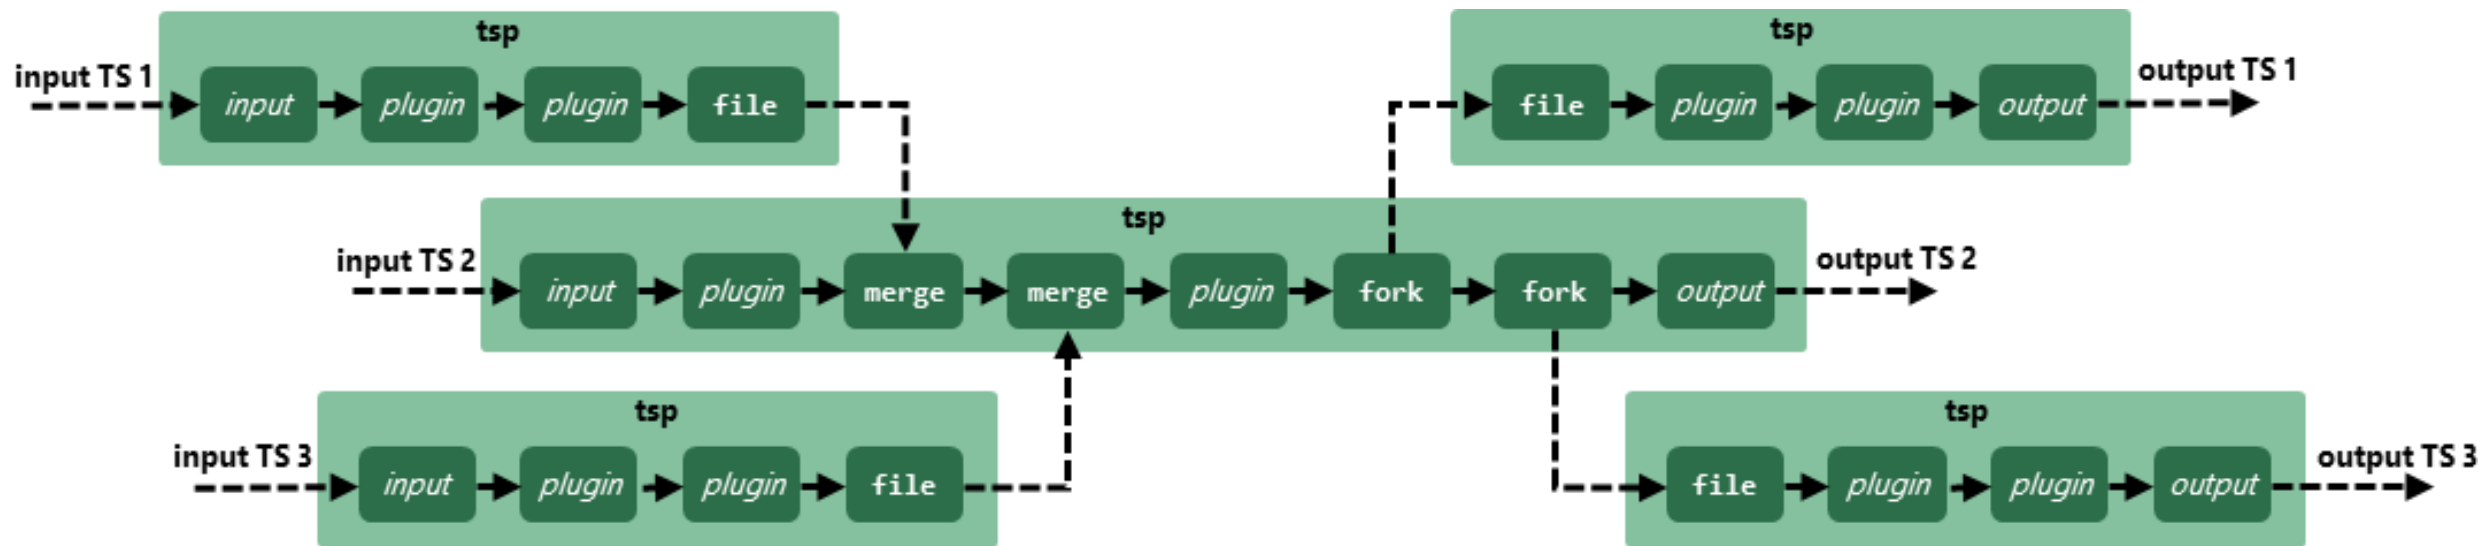 tsp
input TS 1
input plugin plugin file
tsp
file plugin plugin output
output TS 1
tsp
input TS 2
input plugin merge merge plugin fork fork output
output TS 2
tsp
input TS 3
input plugin plugin file
tsp
file plugin plugin output
output TS 3